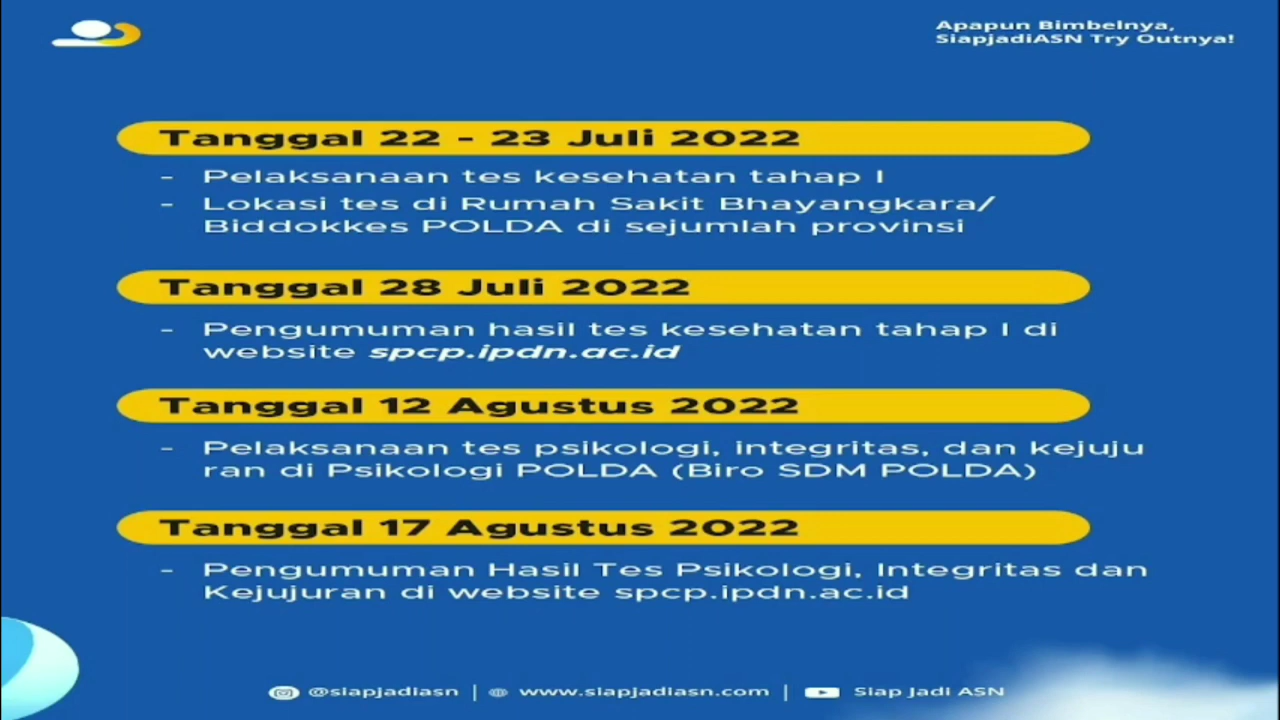 Apapun Bimbelnya,
SiapjadiASN Try Outnya!
Tanggal 22 - 23 Juli 2022
- Pelaksanaan tes kesehatan tahap I
- Lokasi tes di Rumah Sakit Bhayangkara/
Biddokkes POLDA di sejumlah provinsi
Tanggal 28 Juli 2022
- Pengumuman hasil tes kesehatan tahap I di
website spcp.ipdn.ac.id
Tanggal 12 Agustus 2022
- Pelaksanaan tes psikologi, integritas, dan kejuju
ran di Psikologi POLDA (Biro SDM POLDA)
Tanggal 17 Agustus 2022
- Pengumuman Hasil Tes Psikologi, Integritas dan
Kejujuran di website spcp.ipdn.ac.id
@siapjadiasn | www.siapjadiasn.com | Siap Jadi ASN